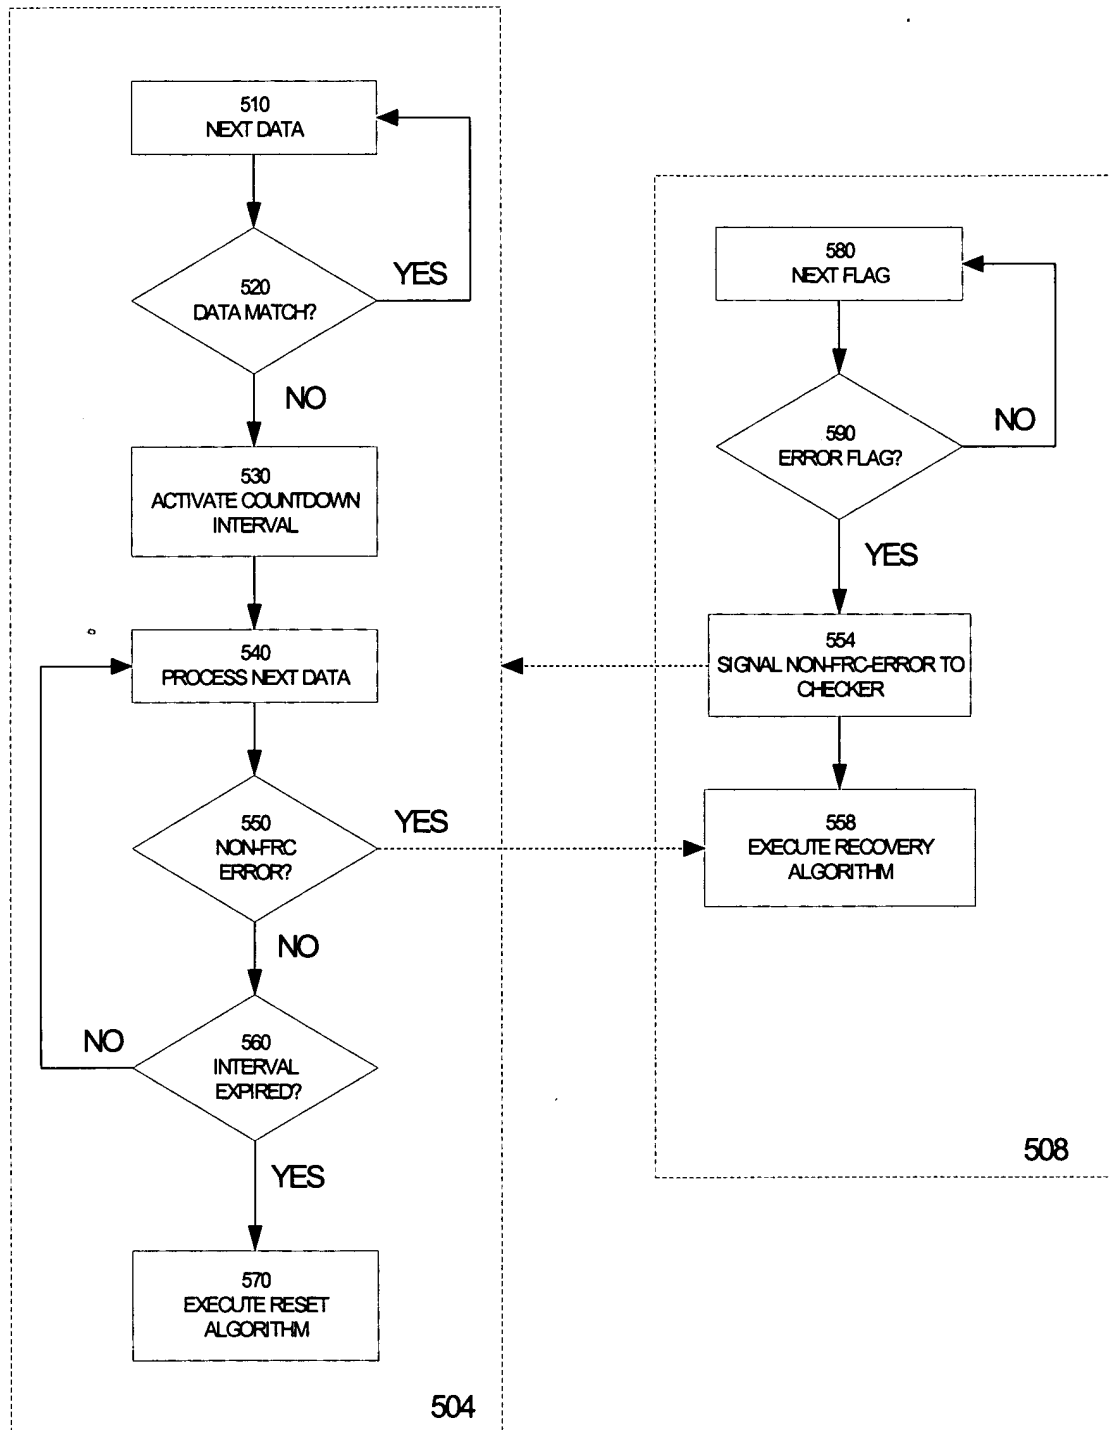 510
NEXT DATA
YES
520
DATA MATCH?
NO
530
ACTIVATE COUNTDOWN
INTERVAL
540
PROCESS NEXT DATA
550
NON-FRC
ERROR?
YES
NO
NO
560
INTERVAL
EXPIRED?
YES
570
EXECUTE RESET
ALGORITHM
504
580
NEXT FLAG
590
ERROR FLAG?
NO
YES
554
SIGNAL NON-FRC-ERROR TO
CHECKER
558
EXECUTE RECOVERY
ALGORITHM
508